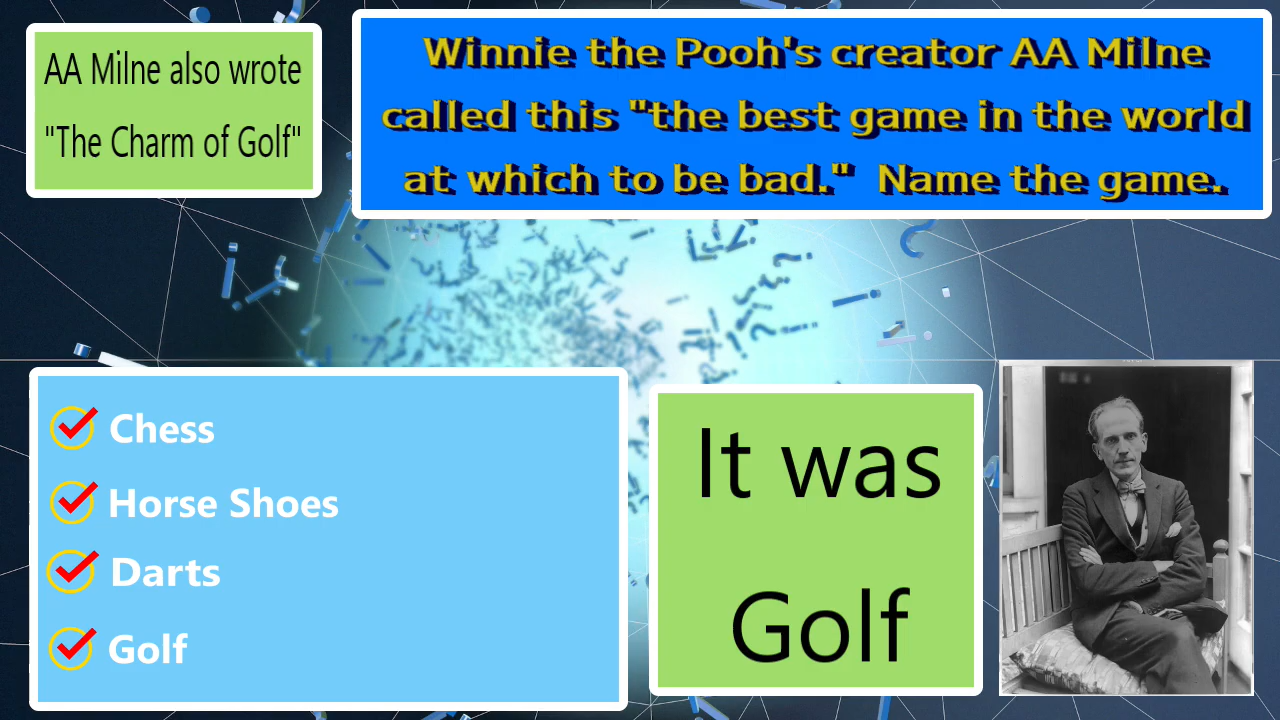 AA Milne also wrote
"The Charm of Golf"
Winnie the Pooh's creator AA Milne
called this "the best game in the world
at which to be bad."  Name the game.
Chess
Horse Shoes
Darts
Golf
It was
Golf